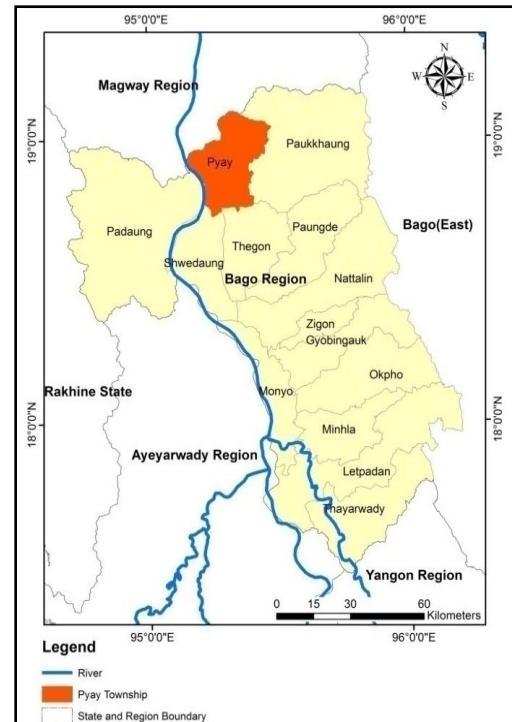 95°0'0"E 96°0'0"E
N
W E
S
Magway Region
19°0'0"N 19°0'0"N
Paukkhaung
Pyay
Padaung
Paungde
Bago(East)
Thegon
Shwedaung
Bago Region
Nattalin
Zigon
Gyobingauk
Okpho
Rakhine State
Monyo
18°0'0"N 18°0'0"N
Minhla
Ayeyarwady Region
Letpadan
Thayarwady
Yangon Region
0 15 30 60
Kilometers
95°0'0"E 96°0'0"E
Legend
River
Pyay Township
State and Region Boundary